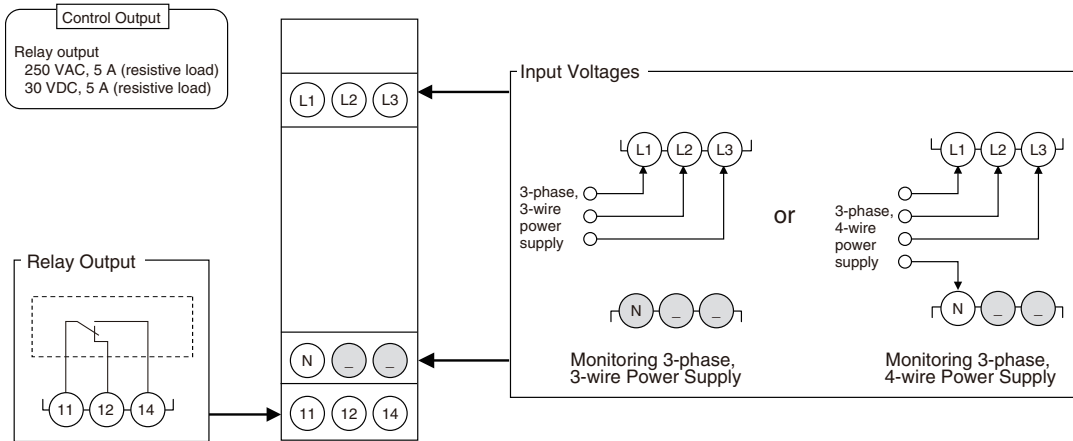 Control Output
Relay output
250 VAC, 5 A (resistive load)
30 VDC, 5 A (resistive load)
L1 L2 L3
Input Voltages
L1 L2 L3
3-phase,
3-wire
power
supply
or
L1 L2 L3
3-phase,
4-wire
power
supply
N _ _
Monitoring 3-phase,
3-wire Power Supply
N _ _
Monitoring 3-phase,
4-wire Power Supply
Relay Output
11 12 14
N _ _
11 12 14